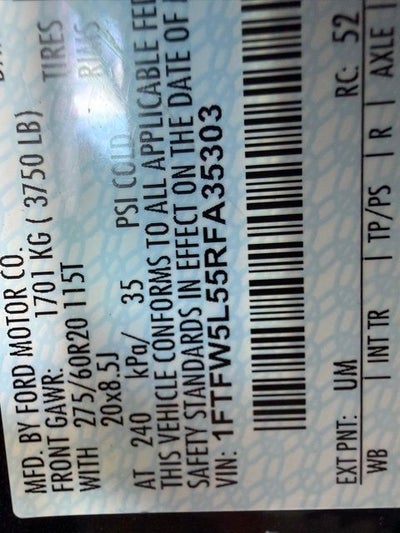 MFD. BY FORD MOTOR CO.
FRONT GAWR: 1701 KG ( 3750 LB)
WITH 275/60R20 115T TIRES
20x8.5J RIMS
AT 240 kPa/ 35 PSI COLD
THIS VEHICLE CONFORMS TO ALL APPLICABLE FE
SAFETY STANDARDS IN EFFECT ON THE DATE OF
VIN: 1FTFW5L55RFA35303
EXT PNT: UM RC: 52
WB | INT TR | TP/PS | R | AXLE |